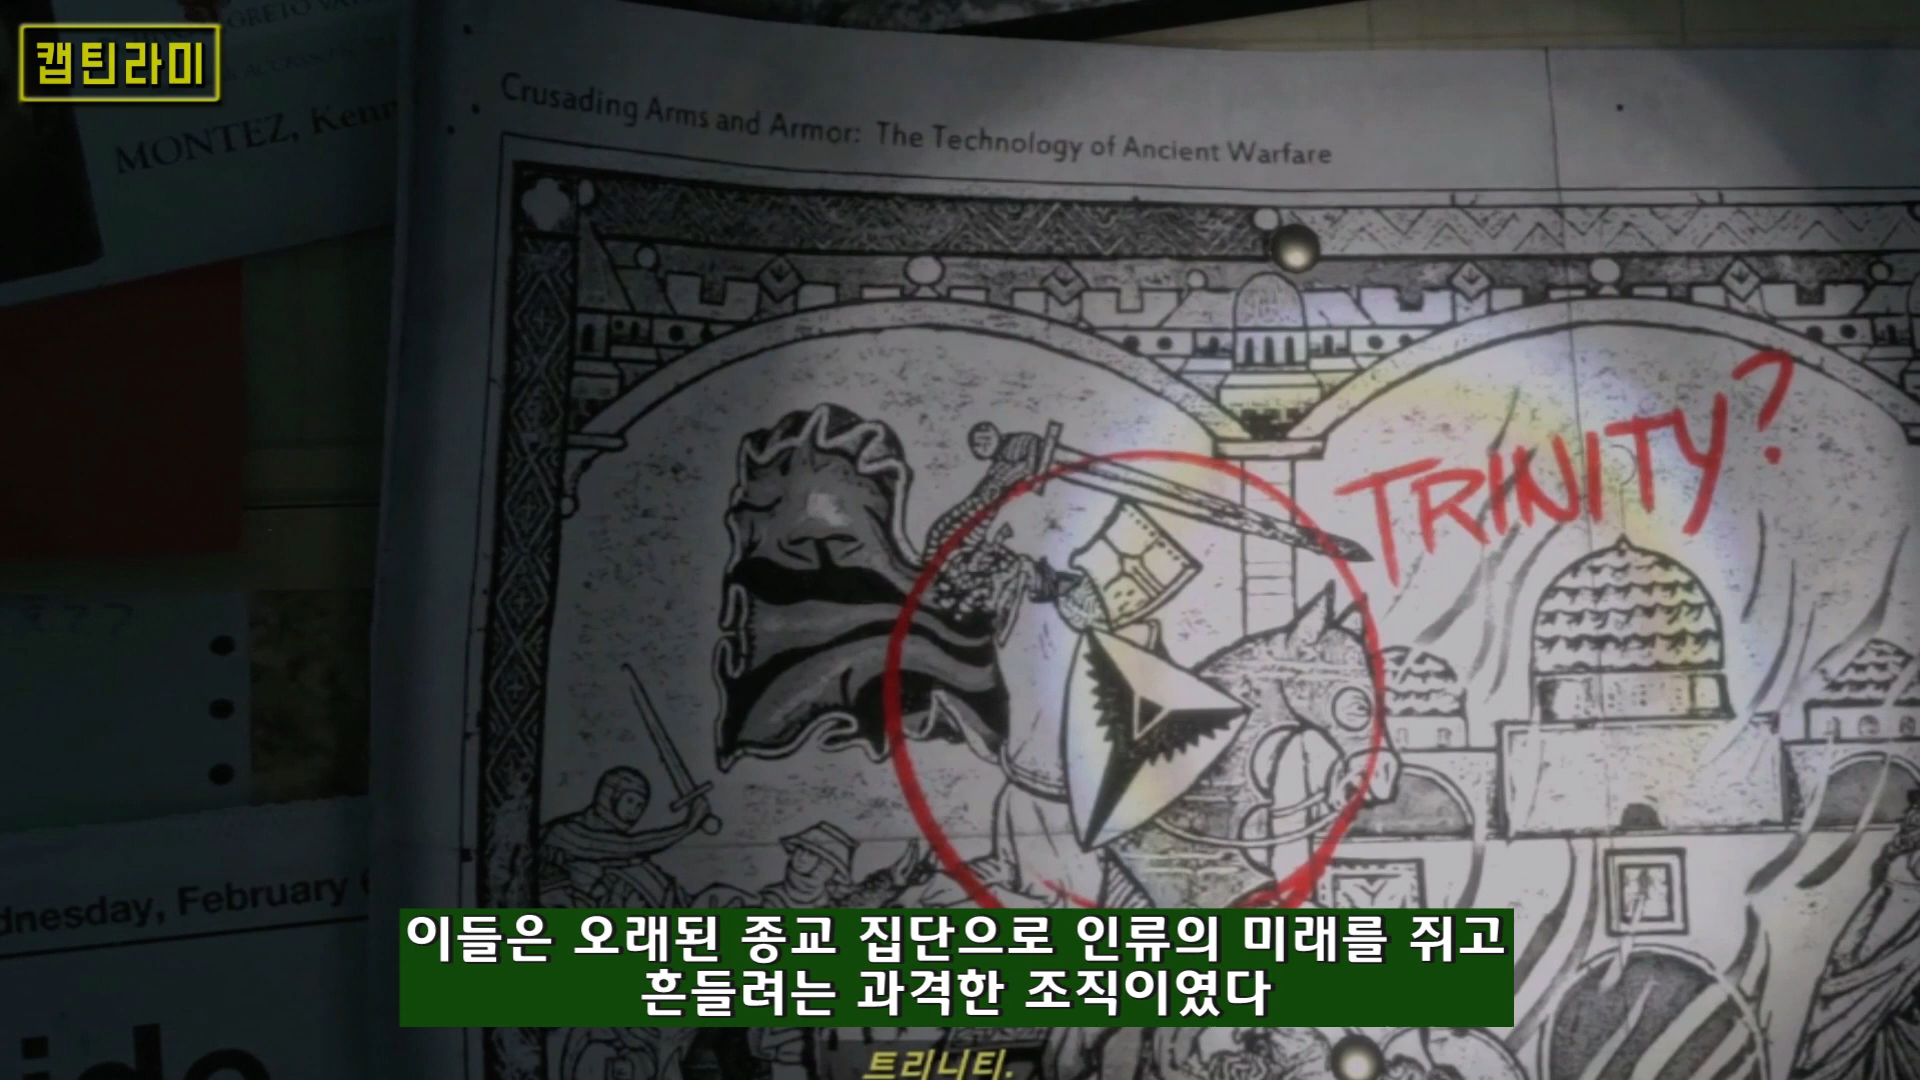 캡틴라미
MONTEZ, Kenn
Crusading Arms and Armor: The Technology of Ancient Warfare
TRINITY?
dnesday, February
이들은 오래된 종교 집단으로 인류의 미래를 쥐고
흔들려는 과격한 조직이였다
트리니티.